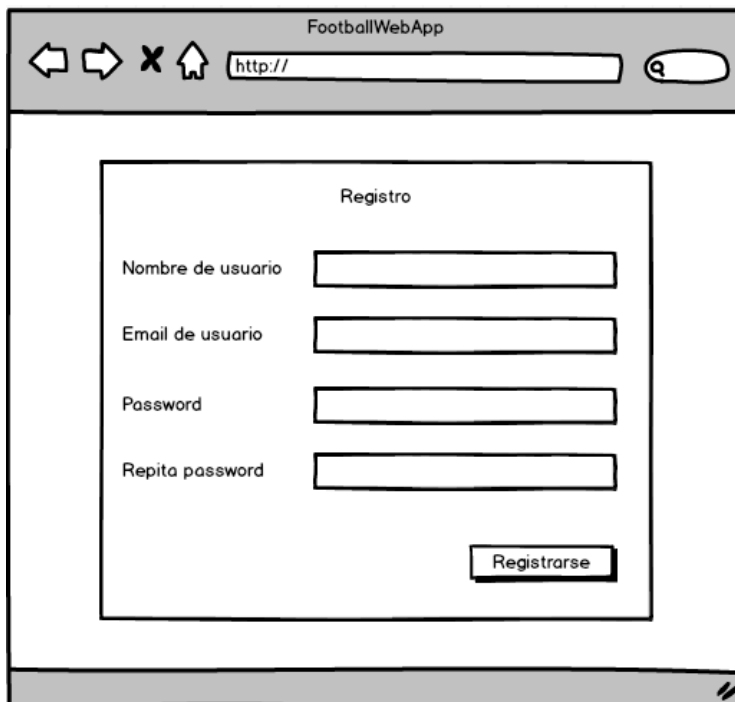 FootballWebApp
http://
Registro
Nombre de usuario
Email de usuario
Password
Repita password
Registrarse